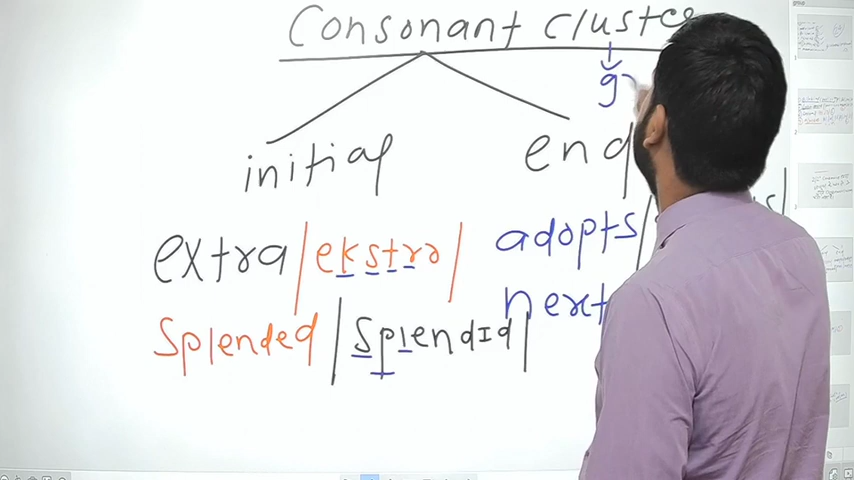 Consonant cluster
g
initial end
extra /ekstrə/ adopts /
splended /splendId/ next